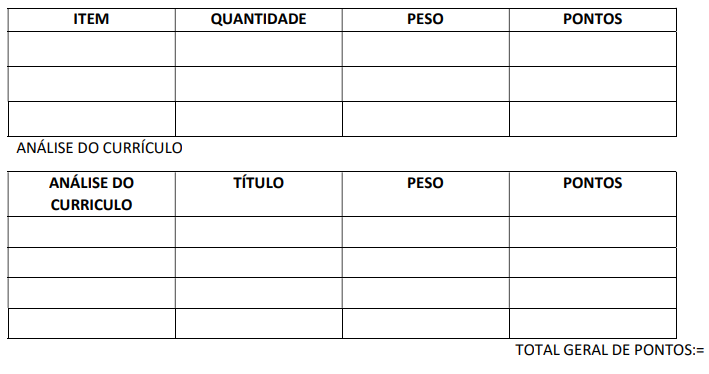 ITEM QUANTIDADE PESO PONTOS
ANÁLISE DO CURRÍCULO
ANÁLISE DO CURRICULO TÍTULO PESO PONTOS
TOTAL GERAL DE PONTOS:=